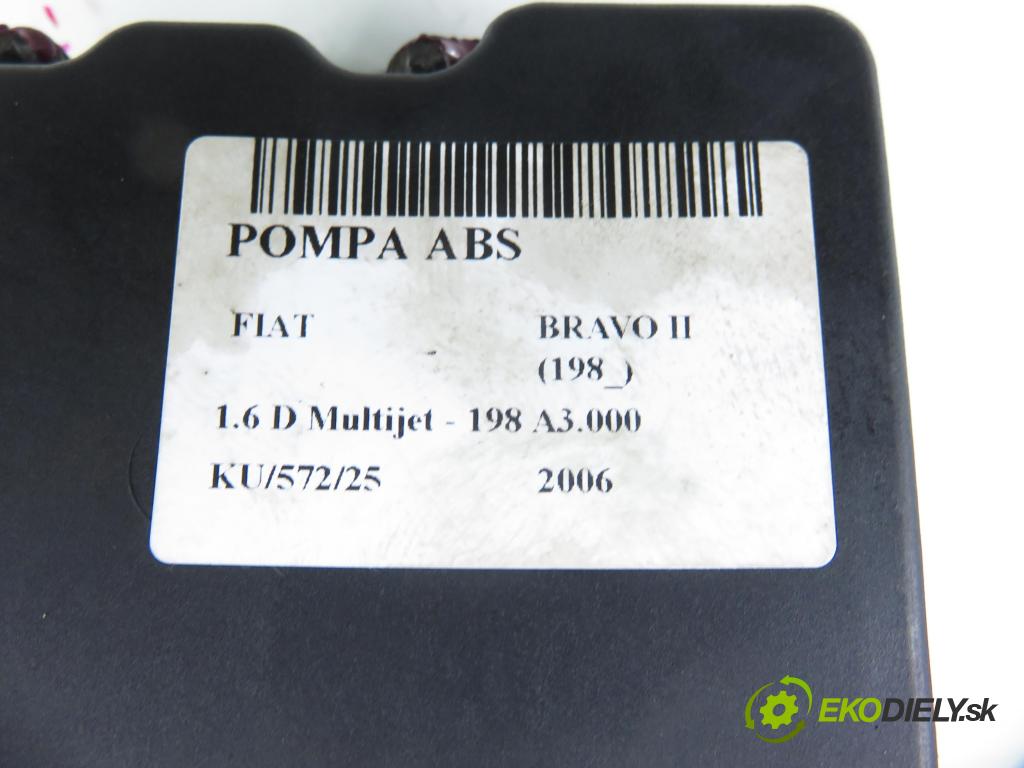 POMPA ABS
FIAT BRAVO II
(198_)
1.6 D Multijet - 198 A3.000
KU/572/25 2006
EKODIELY.sk